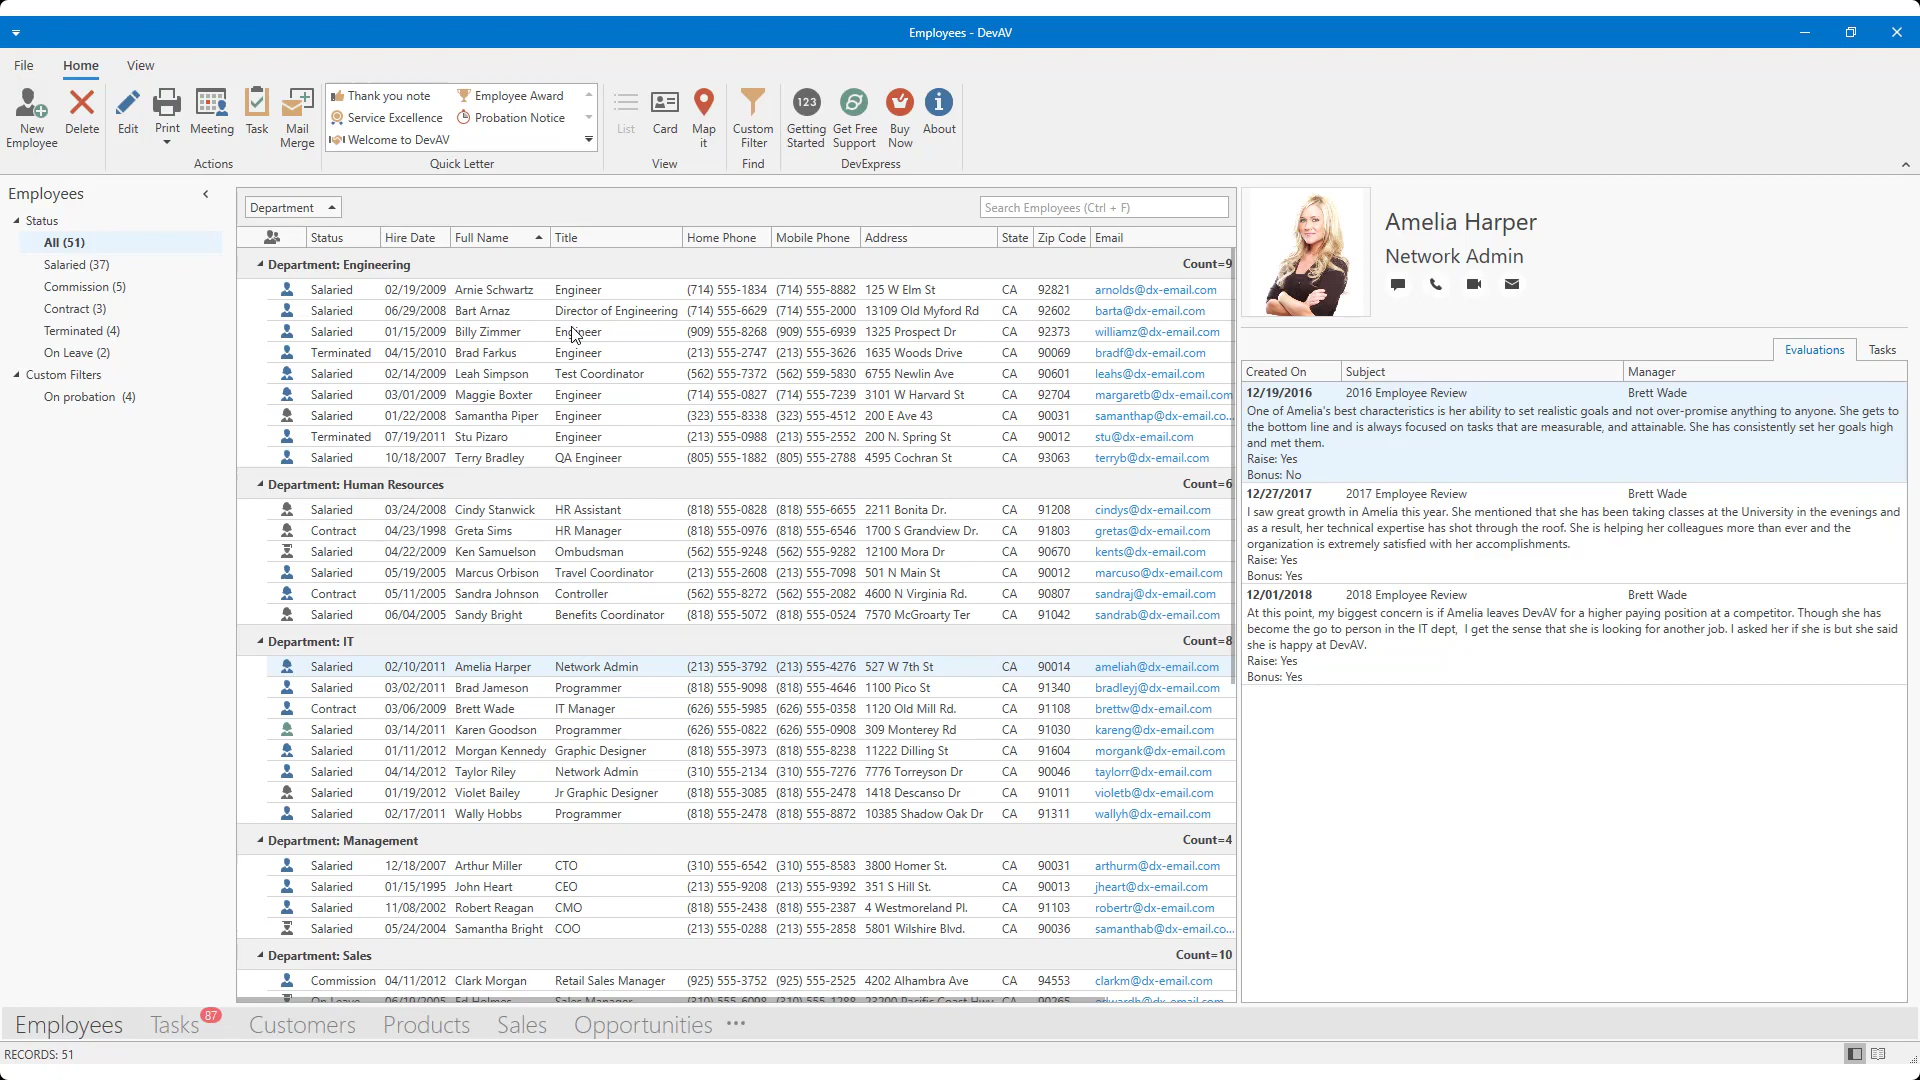 Employees - DevAV
File Home View
New Employee
Delete
Edit
Print
Meeting
Task
Mail Merge
Actions
Thank you note Employee Award
Service Excellence Probation Notice
Welcome to DevAV
Quick Letter
List
Card
Map it
View
Custom Filter
Find
123
Getting Started
Get Free Support
Buy Now
About
DevExpress
Employees
Status
All (51)
Salaried (37)
Commission (5)
Contract (3)
Terminated (4)
On Leave (2)
Custom Filters
On probation (4)
Department
Search Employees (Ctrl + F)
Status Hire Date Full Name Title Home Phone Mobile Phone Address State Zip Code Email
Department: Engineering Count=9
Salaried 02/19/2009 Arnie Schwartz Engineer (714) 555-1834 (714) 555-8882 125 W Elm St CA 92821 arnolds@dx-email.com
Salaried 06/29/2008 Bart Arnaz Director of Engineering (714) 555-6629 (714) 555-2000 13109 Old Myford Rd CA 92602 barta@dx-email.com
Salaried 01/15/2009 Billy Zimmer Engineer (909) 555-8268 (909) 555-6939 1325 Prospect Dr CA 92373 williamz@dx-email.com
Terminated 04/15/2010 Brad Farkus Engineer (213) 555-2747 (213) 555-3626 1635 Woods Drive CA 90069 bradf@dx-email.com
Salaried 02/14/2009 Leah Simpson Test Coordinator (562) 555-7372 (562) 559-5830 6755 Newlin Ave CA 90601 leahs@dx-email.com
Salaried 03/01/2009 Maggie Boxter Engineer (714) 555-0827 (714) 555-7239 3101 W Harvard St CA 92704 margaretb@dx-email.com
Salaried 01/22/2008 Samantha Piper Engineer (323) 555-8338 (323) 555-4512 200 E Ave 43 CA 90031 samanthap@dx-email.co...
Terminated 07/19/2011 Stu Pizaro Engineer (213) 555-0988 (213) 555-2552 200 N. Spring St CA 90012 stu@dx-email.com
Salaried 10/18/2007 Terry Bradley QA Engineer (805) 555-1882 (805) 555-2788 4595 Cochran St CA 93063 terryb@dx-email.com
Department: Human Resources Count=6
Salaried 03/24/2008 Cindy Stanwick HR Assistant (818) 555-0828 (818) 555-6655 2211 Bonita Dr. CA 91208 cindys@dx-email.com
Contract 04/23/1998 Greta Sims HR Manager (818) 555-0976 (818) 555-6546 1700 S Grandview Dr. CA 91803 gretas@dx-email.com
Salaried 04/22/2009 Ken Samuelson Ombudsman (562) 555-9248 (562) 555-9282 12100 Mora Dr CA 90670 kents@dx-email.com
Salaried 05/19/2005 Marcus Orbison Travel Coordinator (213) 555-2608 (213) 555-7098 501 N Main St CA 90012 marcuso@dx-email.com
Contract 05/11/2005 Sandra Johnson Controller (562) 555-8272 (562) 555-2082 4600 N Virginia Rd. CA 90807 sandraj@dx-email.com
Salaried 06/04/2005 Sandy Bright Benefits Coordinator (818) 555-5072 (818) 555-0524 7570 McGroarty Ter CA 91042 sandrab@dx-email.com
Department: IT Count=8
Salaried 02/10/2011 Amelia Harper Network Admin (213) 555-3792 (213) 555-4276 527 W 7th St CA 90014 ameliah@dx-email.com
Salaried 03/02/2011 Brad Jameson Programmer (818) 555-9098 (818) 555-4646 1100 Pico St CA 91340 bradleyj@dx-email.com
Contract 03/06/2009 Brett Wade IT Manager (626) 555-5985 (626) 555-0358 1120 Old Mill Rd. CA 91108 brettw@dx-email.com
Salaried 03/14/2011 Karen Goodson Programmer (626) 555-0822 (626) 555-0908 309 Monterey Rd CA 91030 kareng@dx-email.com
Salaried 01/11/2012 Morgan Kennedy Graphic Designer (818) 555-3973 (818) 555-8238 11222 Dilling St CA 91604 morgank@dx-email.com
Salaried 04/14/2012 Taylor Riley Network Admin (310) 555-2134 (310) 555-7276 7776 Torreyson Dr CA 90046 taylorr@dx-email.com
Salaried 01/19/2012 Violet Bailey Jr Graphic Designer (818) 555-3085 (818) 555-2478 1418 Descanso Dr CA 91011 violetb@dx-email.com
Salaried 02/17/2011 Wally Hobbs Programmer (818) 555-2478 (818) 555-8872 10385 Shadow Oak Dr CA 91311 wallyh@dx-email.com
Department: Management Count=4
Salaried 12/18/2007 Arthur Miller CTO (310) 555-6542 (310) 555-8583 3800 Homer St. CA 90031 arthurm@dx-email.com
Salaried 01/15/1995 John Heart CEO (213) 555-9208 (213) 555-9392 351 S Hill St. CA 90013 jheart@dx-email.com
Salaried 11/08/2002 Robert Reagan CMO (818) 555-2438 (818) 555-2387 4 Westmoreland Pl. CA 91103 robertr@dx-email.com
Salaried 05/24/2004 Samantha Bright COO (213) 555-0288 (213) 555-2858 5801 Wilshire Blvd. CA 90036 samanthab@dx-email.co...
Department: Sales Count=10
Commission 04/11/2012 Clark Morgan Retail Sales Manager (925) 555-3752 (925) 555-2525 4202 Alhambra Ave CA 94553 clarkm@dx-email.com
Amelia Harper
Network Admin
Evaluations Tasks
Created On Subject Manager
12/19/2016 2016 Employee Review Brett Wade
One of Amelia's best characteristics is her ability to set realistic goals and not over-promise anything to anyone. She gets to
the bottom line and is always focused on tasks that are measurable, and attainable. She has consistently set her goals high
and met them.
Raise: Yes
Bonus: No
12/27/2017 2017 Employee Review Brett Wade
I saw great growth in Amelia this year. She mentioned that she has been taking classes at the University in the evenings and
as a result, her technical expertise has shot through the roof. She is helping her colleagues more than ever and the
organization is extremely satisfied with her accomplishments.
Raise: Yes
Bonus: Yes
12/01/2018 2018 Employee Review Brett Wade
At this point, my biggest concern is if Amelia leaves DevAV for a higher paying position at a competitor. Though she has
become the go to person in the IT dept, I get the sense that she is looking for another job. I asked her if she is but she said
she is happy at DevAV.
Raise: Yes
Bonus: Yes
Employees Tasks 87 Customers Products Sales Opportunities •••
RECORDS: 51